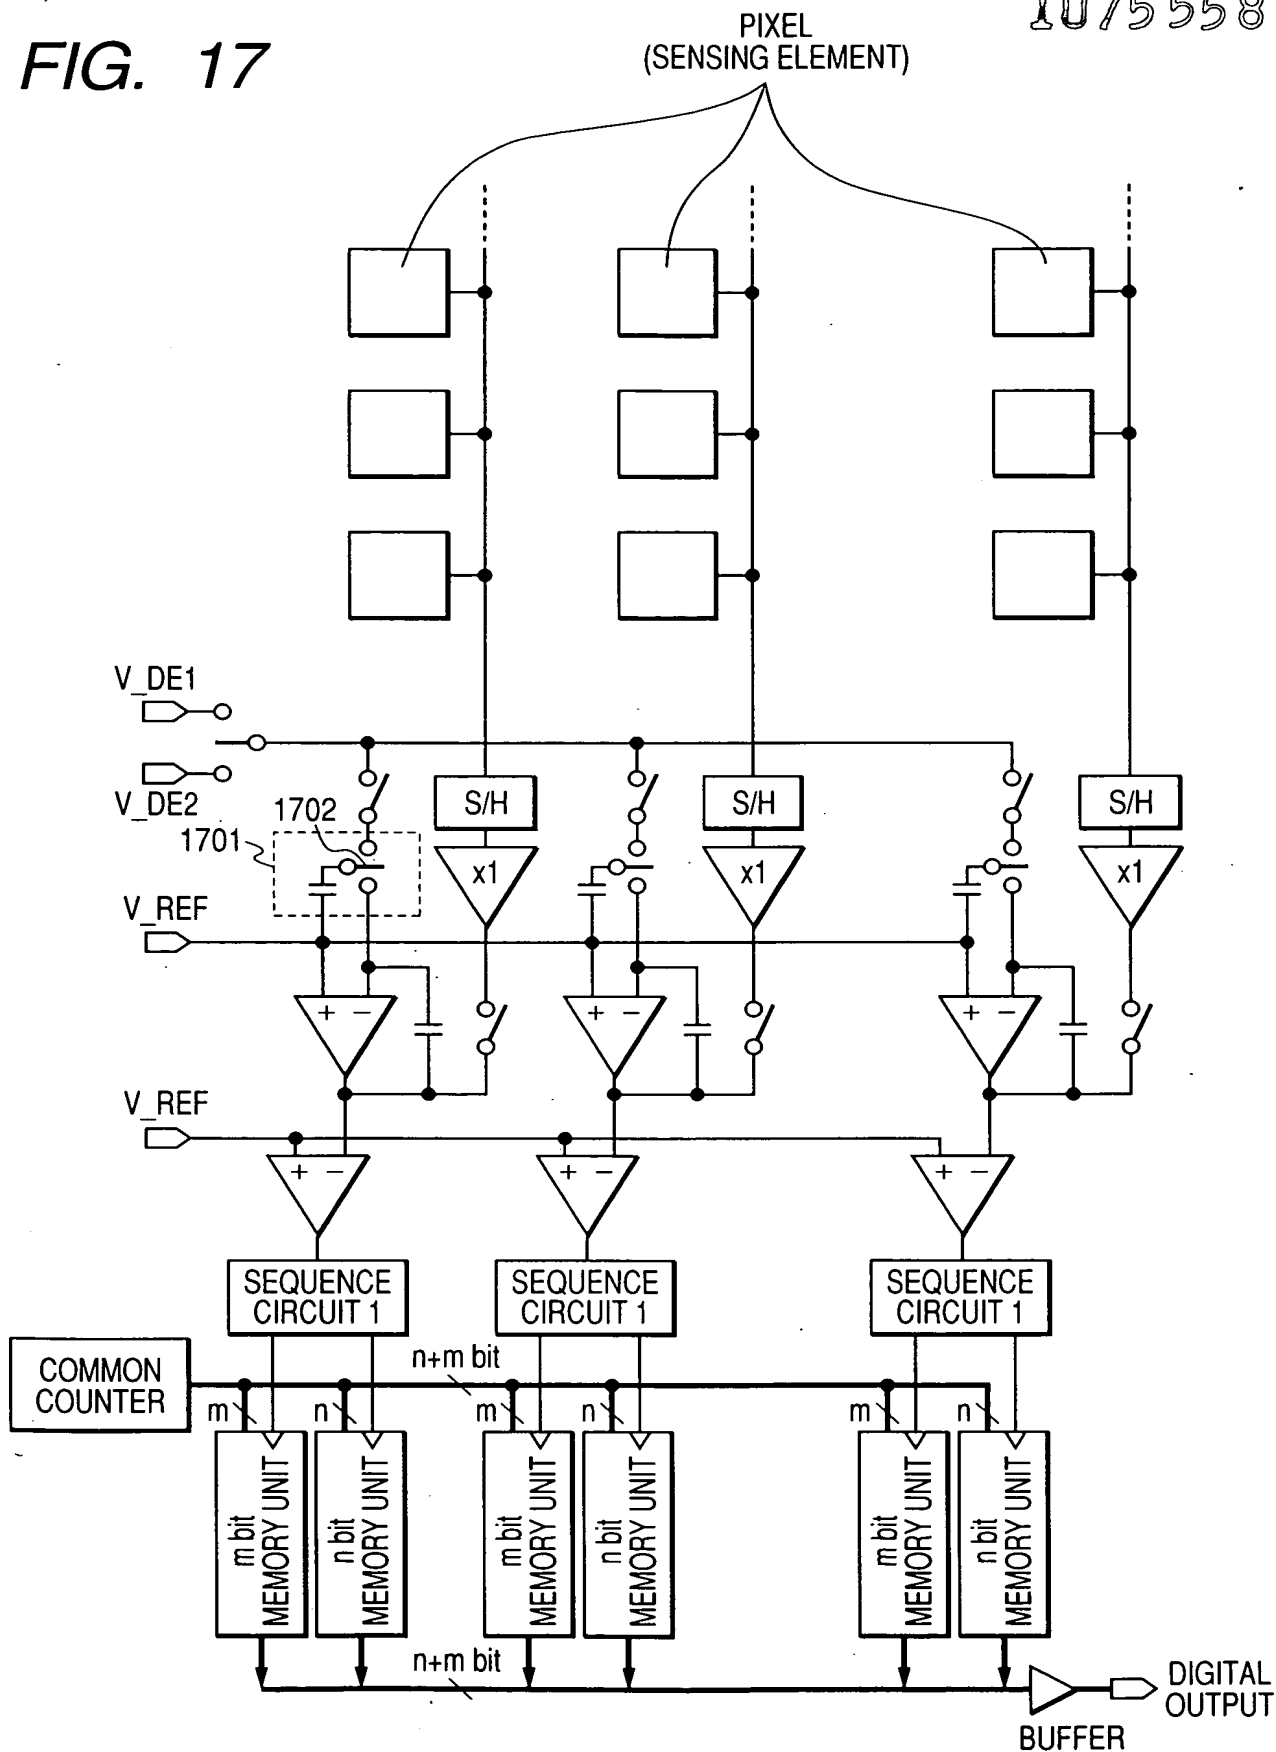 1075558
FIG. 17
PIXEL
(SENSING ELEMENT)
V_DE1
V_DE2
1702
1701
S/H
S/H
S/H
x1
x1
x1
V_REF
+ −
+ −
+ −
V_REF
+ −
+ −
+ −
SEQUENCE
CIRCUIT 1
SEQUENCE
CIRCUIT 1
SEQUENCE
CIRCUIT 1
COMMON
COUNTER
n+m bit
m
n
m
n
m
n
m bit
MEMORY UNIT
n bit
MEMORY UNIT
m bit
MEMORY UNIT
n bit
MEMORY UNIT
m bit
MEMORY UNIT
n bit
MEMORY UNIT
n+m bit
DIGITAL
OUTPUT
BUFFER